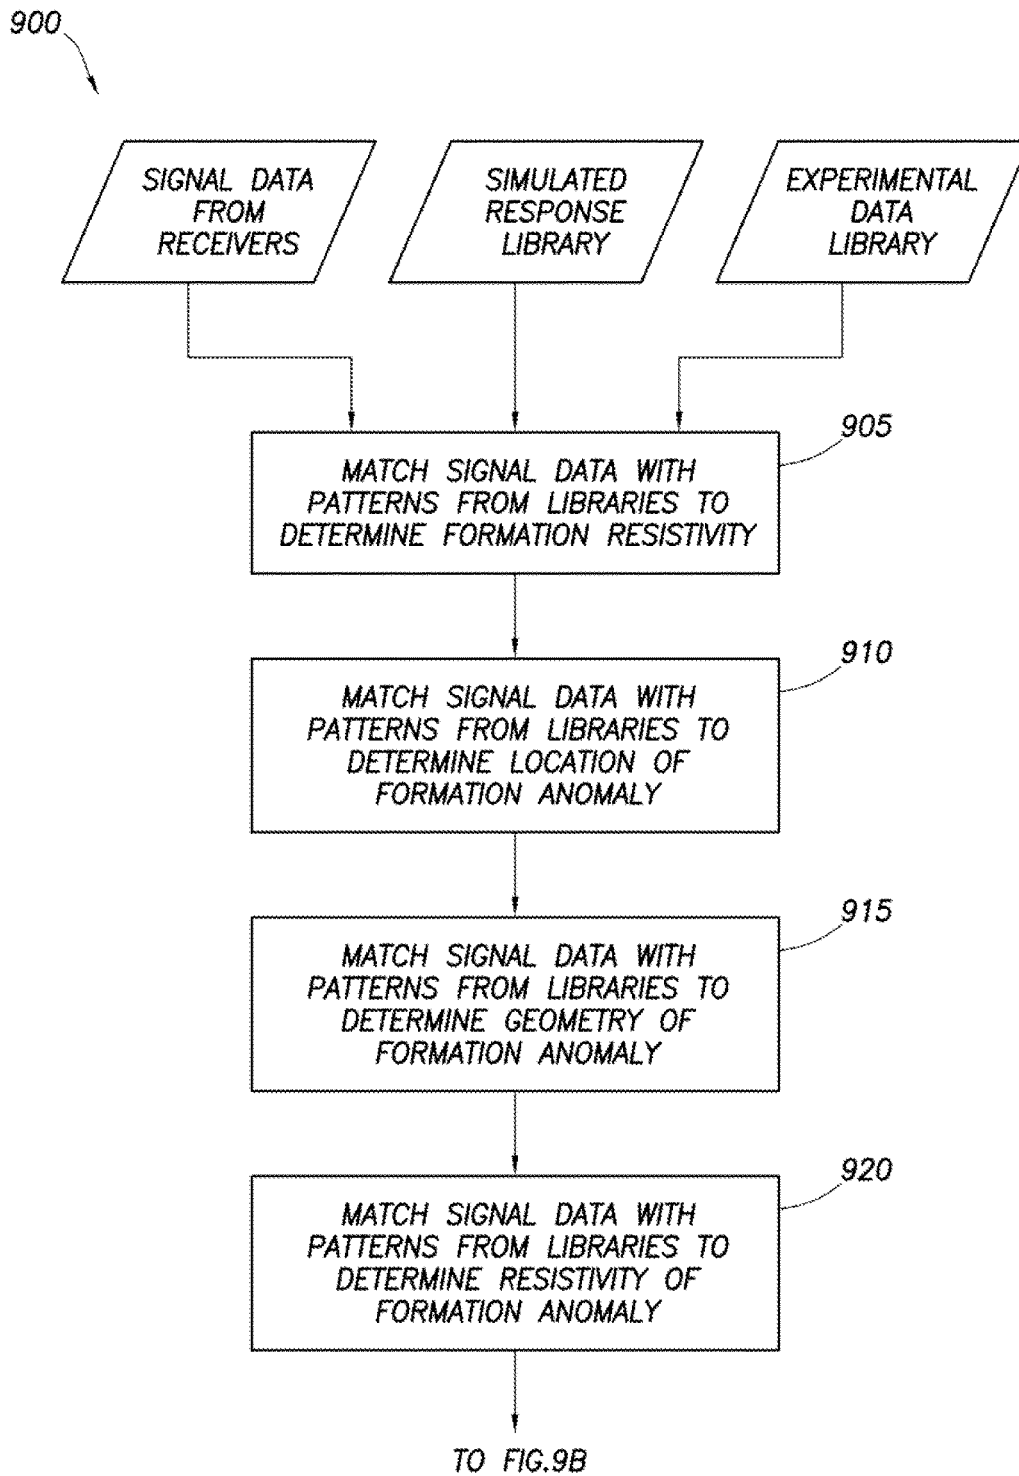 900
SIGNAL DATA
FROM
RECEIVERS
SIMULATED
RESPONSE
LIBRARY
EXPERIMENTAL
DATA
LIBRARY
905
MATCH SIGNAL DATA WITH
PATTERNS FROM LIBRARIES TO
DETERMINE FORMATION RESISTIVITY
910
MATCH SIGNAL DATA WITH
PATTERNS FROM LIBRARIES TO
DETERMINE LOCATION OF
FORMATION ANOMALY
915
MATCH SIGNAL DATA WITH
PATTERNS FROM LIBRARIES TO
DETERMINE GEOMETRY OF
FORMATION ANOMALY
920
MATCH SIGNAL DATA WITH
PATTERNS FROM LIBRARIES TO
DETERMINE RESISTIVITY OF
FORMATION ANOMALY
TO FIG.9B